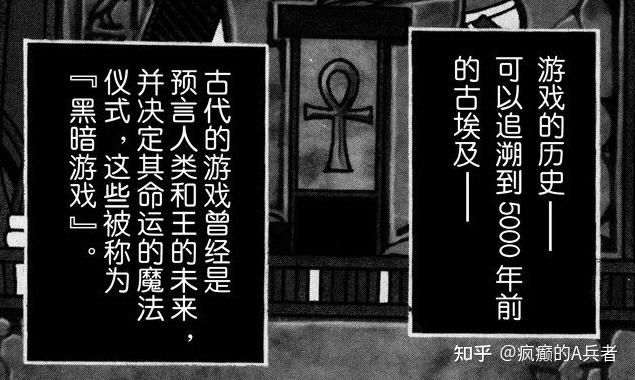 游戏的历史——
可以追溯到5000年前
的古埃及——
古代的游戏曾经是
预言人类和王的未来，
并决定其命运的魔法
仪式，这些被称为
『黑暗游戏』。
知乎 @疯癫的A兵者